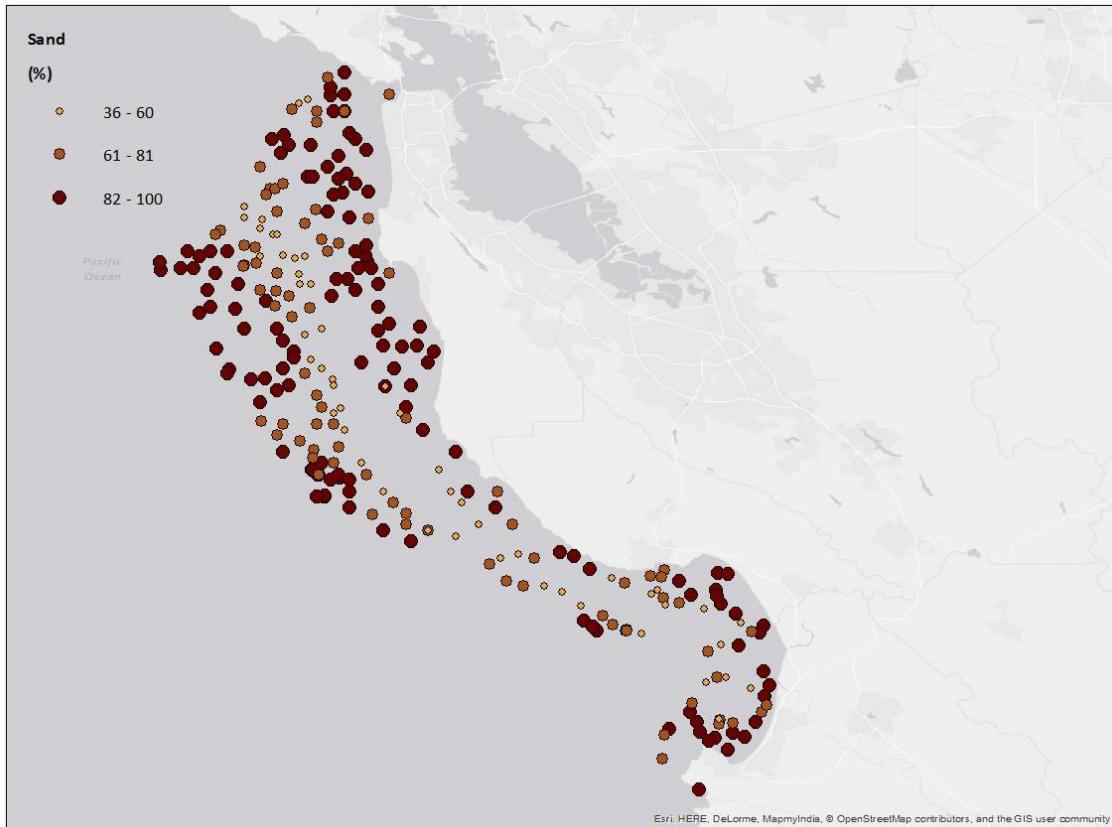 Sand
(%)
36 - 60
61 - 81
82 - 100
Pacific
Ocean
Esri, HERE, DeLorme, MapmyIndia, © OpenStreetMap contributors, and the GIS user community